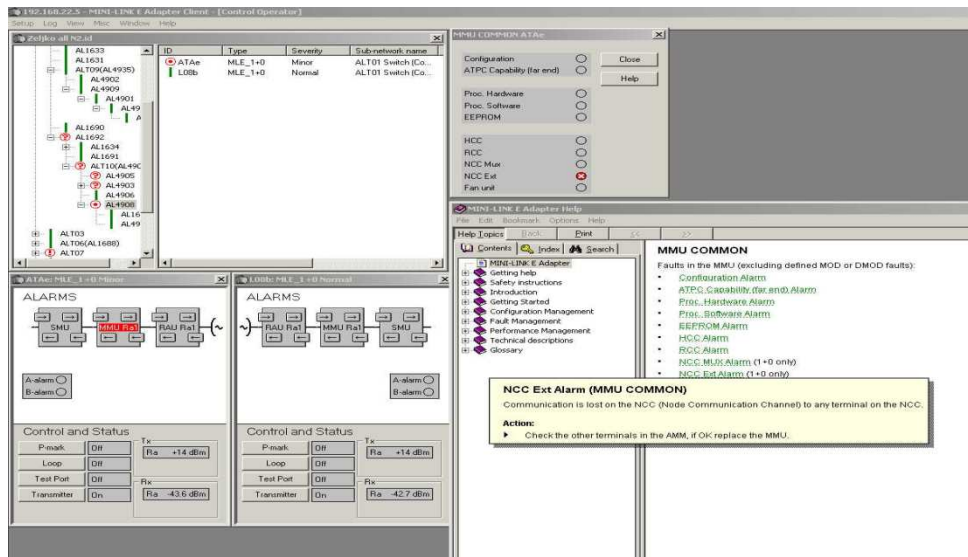 192.168.22.5 - MINI-LINK E Adapter Client - [Control Operator]
Setup Log View Misc Window Help
Zeljko all N2.id
AL1633
AL1631
ALT09(AL4935)
AL4902
AL4909
AL4901
AL49
A
AL1690
AL1692
AL1634
AL1691
ALT10(AL490
AL4905
AL4903
AL4906
AL4908
AL16
AL49
ALT03
ALT06(AL1688)
ALT07
ID Type Severity Sub-network name
ATAe MLE_1+0 Minor ALT01 Switch (Co...
L08b MLE_1+0 Normal ALT01 Switch (Co...
MMU COMMON ATAe
Configuration
ATPC Capability (far end)
Proc. Hardware
Proc. Software
EEPROM
HCC
RCC
NCC Mux
NCC Ext
Fan unit
Close
Help
ATAe: MLE_1+0 Minor
ALARMS
SMU MMU Ra1 RAU Ra1
A-alarm
B-alarm
Control and Status
P-mark Off
Loop Off
Test Port Off
Transmitter On
Tx
Ra +14 dBm
Rx
Ra -43.6 dBm
L08b: MLE_1+0 Normal
ALARMS
RAU Ra1 MMU Ra1 SMU
A-alarm
B-alarm
Control and Status
P-mark Off
Loop Off
Test Port Off
Transmitter On
Tx
Ra +14 dBm
Rx
Ra -42.7 dBm
MINI-LINK E Adapter Help
File Edit Bookmark Options Help
Help Topics Back Print << >>
Contents Index Search
MINI-LINK E Adapter
Getting help
Safety instructions
Introduction
Getting Started
Configuration Management
Fault Management
Performance Management
Technical descriptions
Glossary
MMU COMMON
Faults in the MMU (excluding defined MOD or DMOD faults):
• Configuration Alarm
• ATPC Capability (far end) Alarm
• Proc. Hardware Alarm
• Proc. Software Alarm
• EEPROM Alarm
• HCC Alarm
• RCC Alarm
• NCC MUX Alarm (1+0 only)
• NCC Ext Alarm (1+0 only)
NCC Ext Alarm (MMU COMMON)
Communication is lost on the NCC (Node Communication Channel) to any terminal on the NCC.
Action:
Check the other terminals in the AMM, if OK replace the MMU.